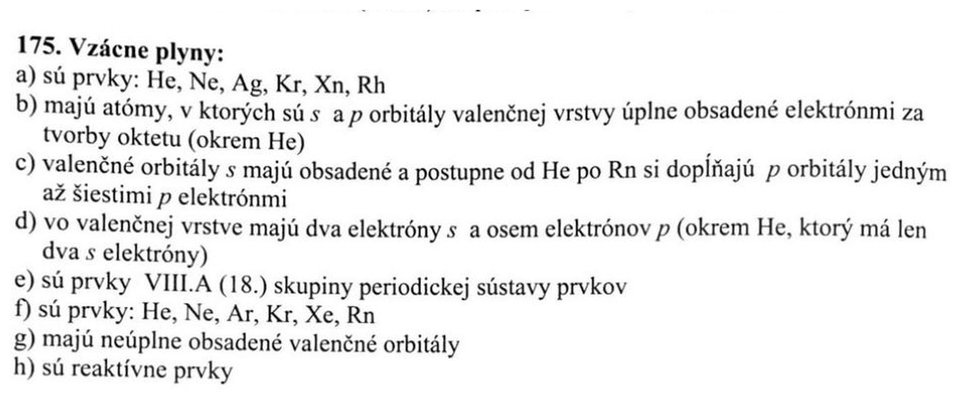 175. Vzácne plyny:
a) sú prvky: He, Ne, Ag, Kr, Xn, Rh
b) majú atómy, v ktorých sú s a p orbitály valenčnej vrstvy úplne obsadené elektrónmi za
tvorby oktetu (okrem He)
c) valenčné orbitály s majú obsadené a postupne od He po Rn si dopĺňajú p orbitály jedným
až šiestimi p elektrónmi
d) vo valenčnej vrstve majú dva elektróny s a osem elektrónov p (okrem He, ktorý má len
dva s elektróny)
e) sú prvky VIII.A (18.) skupiny periodickej sústavy prvkov
f) sú prvky: He, Ne, Ar, Kr, Xe, Rn
g) majú neúplne obsadené valenčné orbitály
h) sú reaktívne prvky